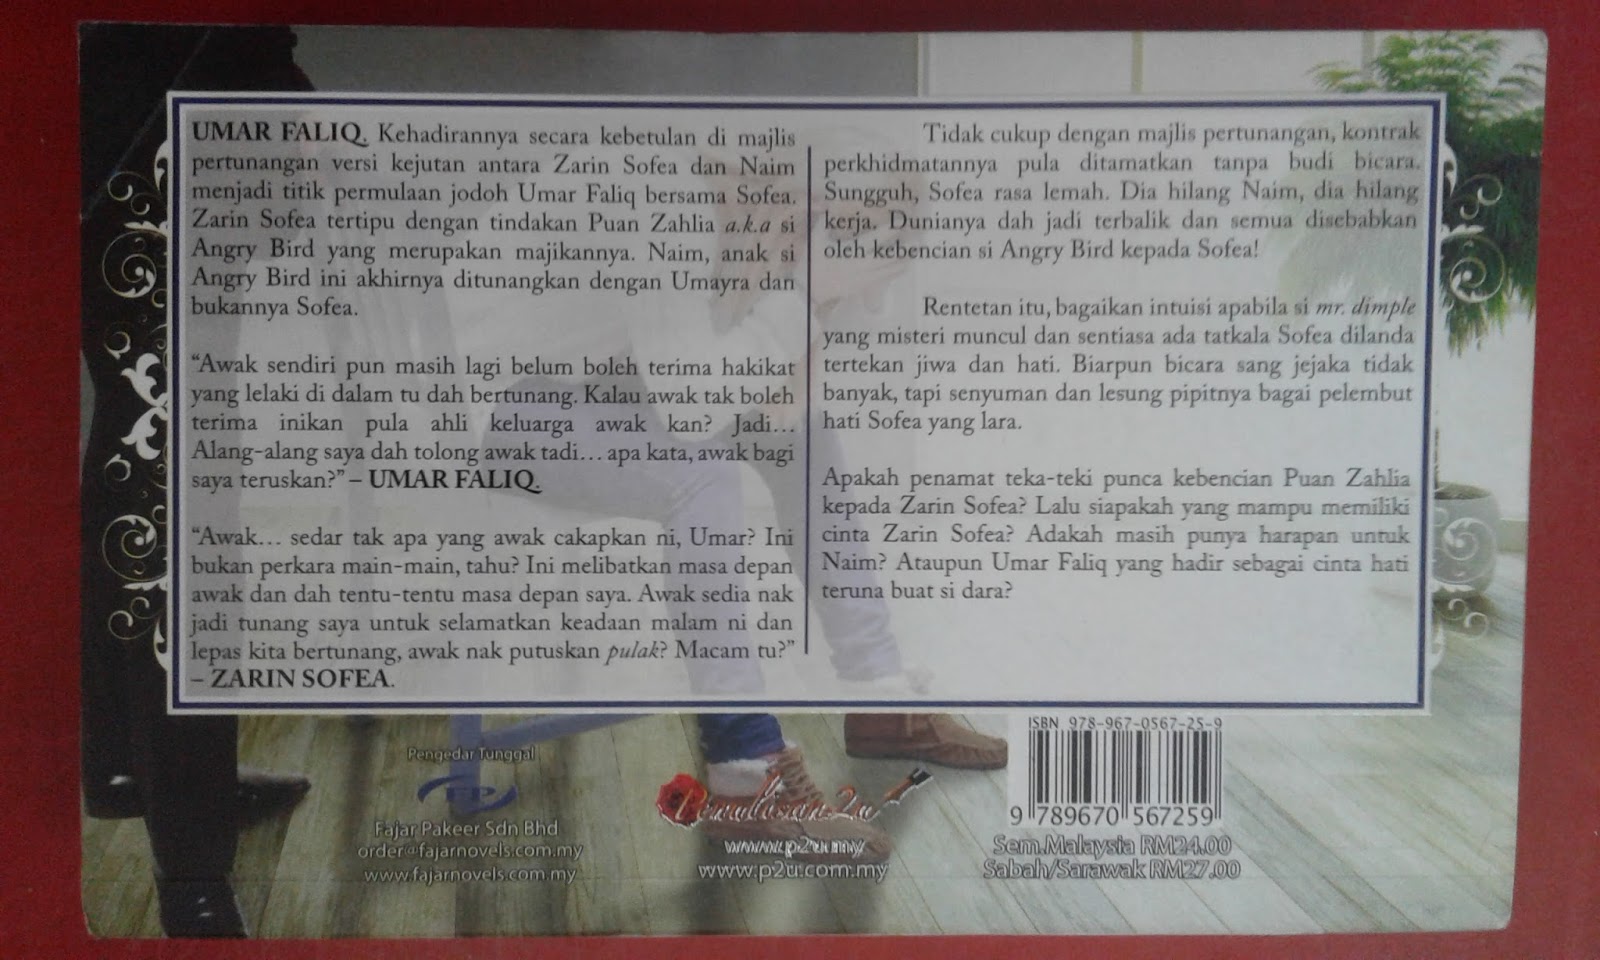 UMAR FALIQ. Kehadirannya secara kebetulan di majlis
pertunangan versi kejutan antara Zarin Sofea dan Naim
menjadi titik permulaan jodoh Umar Faliq bersama Sofea.
Zarin Sofea tertipu dengan tindakan Puan Zahlia a.k.a si
Angry Bird yang merupakan majikannya. Naim, anak si
Angry Bird ini akhirnya ditunangkan dengan Umayra dan
bukannya Sofea.
“Awak sendiri pun masih lagi belum boleh terima hakikat
yang lelaki di dalam tu dah bertunang. Kalau awak tak boleh
terima inikan pula ahli keluarga awak kan? Jadi…
Alang-alang saya dah tolong awak tadi… apa kata, awak bagi
saya teruskan?” – UMAR FALIQ.
“Awak… sedar tak apa yang awak cakapkan ni, Umar? Ini
bukan perkara main-main, tahu? Ini melibatkan masa depan
awak dan dah tentu-tentu masa depan saya. Awak sedia nak
jadi tunang saya untuk selamatkan keadaan malam ni dan
lepas kita bertunang, awak nak putuskan pulak? Macam tu?”
– ZARIN SOFEA.
Tidak cukup dengan majlis pertunangan, kontrak
perkhidmatannya pula ditamatkan tanpa budi bicara.
Sungguh, Sofea rasa lemah. Dia hilang Naim, dia hilang
kerja. Dunianya dah jadi terbalik dan semua disebabkan
oleh kebencian si Angry Bird kepada Sofea!
Rentetan itu, bagaikan intuisi apabila si mr. dimple
yang misteri muncul dan sentiasa ada tatkala Sofea dilanda
tertekan jiwa dan hati. Biarpun bicara sang jejaka tidak
banyak, tapi senyuman dan lesung pipitnya bagai pelembut
hati Sofea yang lara.
Apakah penamat teka-teki punca kebencian Puan Zahlia
kepada Zarin Sofea? Lalu siapakah yang mampu memiliki
cinta Zarin Sofea? Adakah masih punya harapan untuk
Naim? Ataupun Umar Faliq yang hadir sebagai cinta hati
teruna buat si dara?
Pengedar Tunggal
FP
Fajar Pakeer Sdn Bhd
order@fajarnovels.com.my
www.fajarnovels.com.my
Penulisan2u
www.p2u.my
www.p2u.com.my
ISBN 978-967-0567-25-9
9 789670 567259
Sem.Malaysia RM24.00
Sabah/Sarawak RM27.00